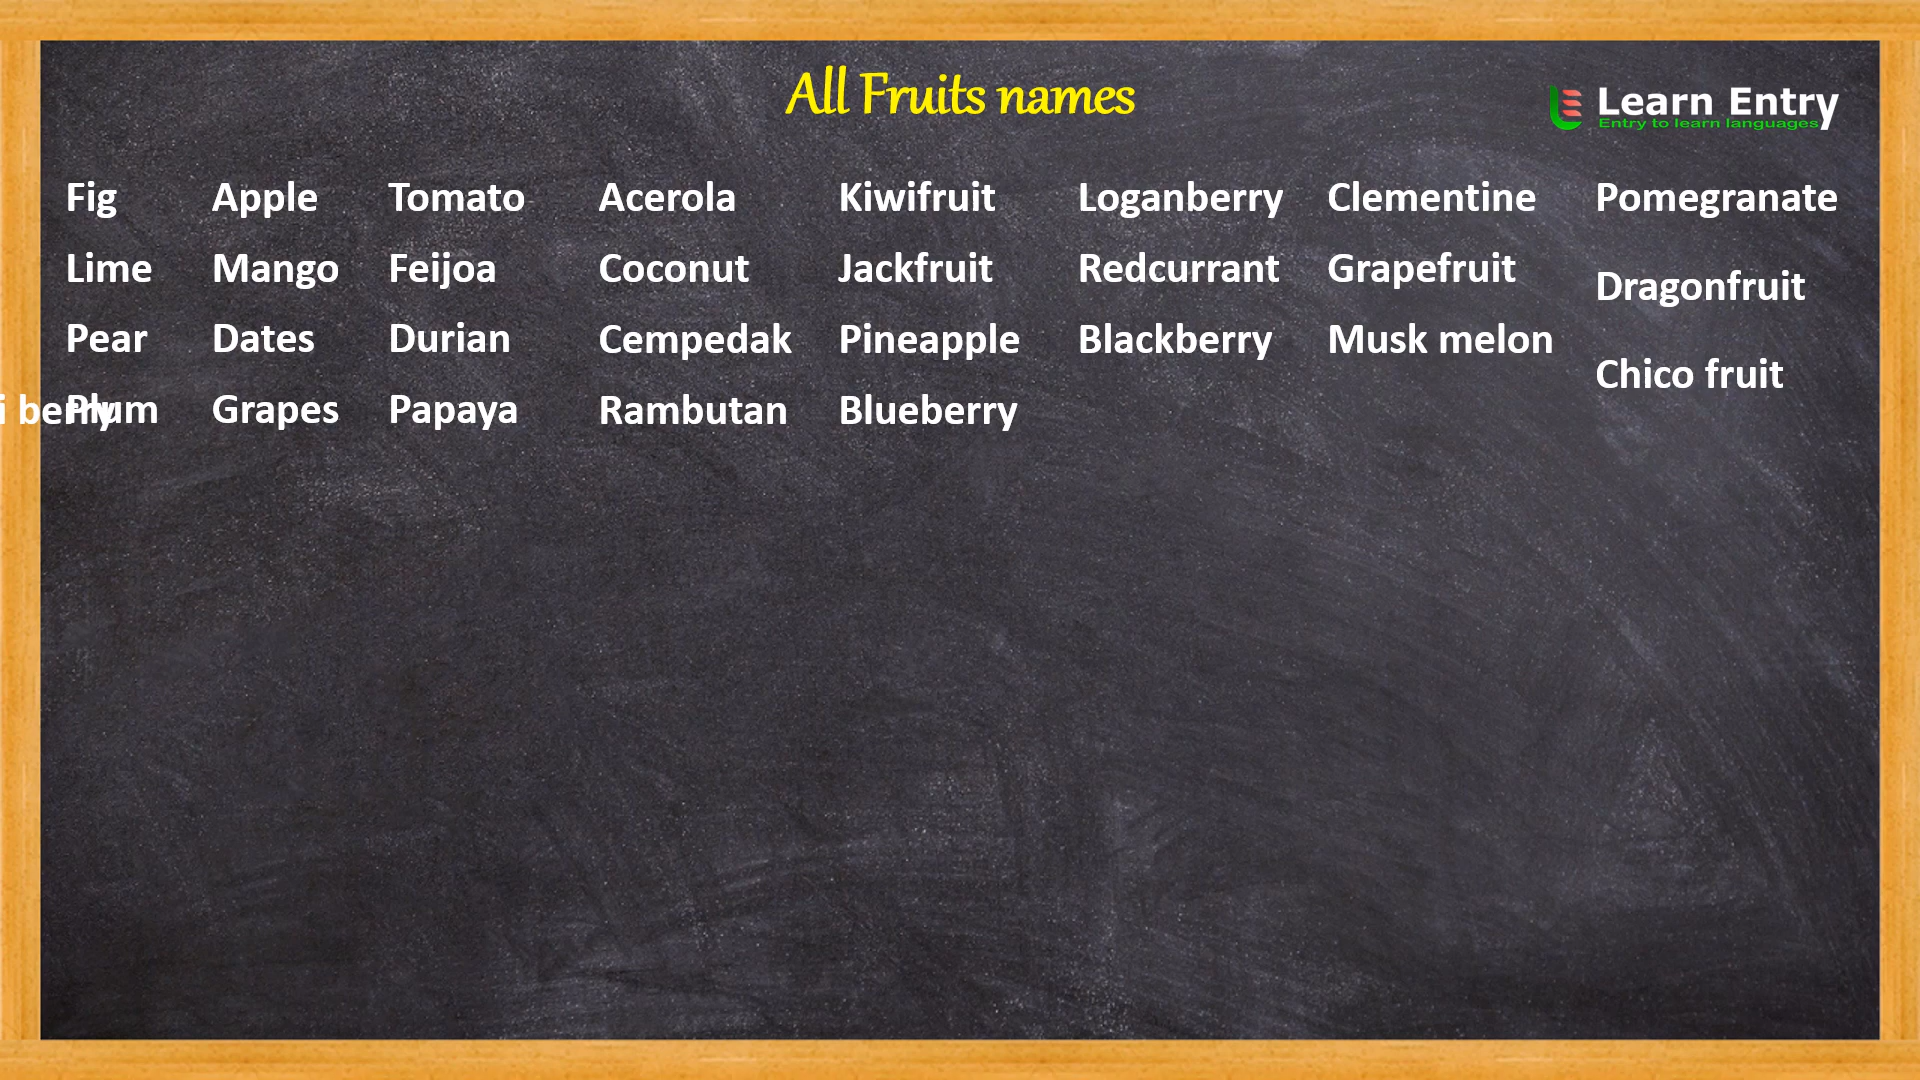 All Fruits names
Learn Entry
Entry to learn languages
Fig Apple Tomato Acerola Kiwifruit Loganberry Clementine Pomegranate
Lime Mango Feijoa Coconut Jackfruit Redcurrant Grapefruit Dragonfruit
Pear Dates Durian Cempedak Pineapple Blackberry Musk melon Chico fruit
i berry Plum Grapes Papaya Rambutan Blueberry